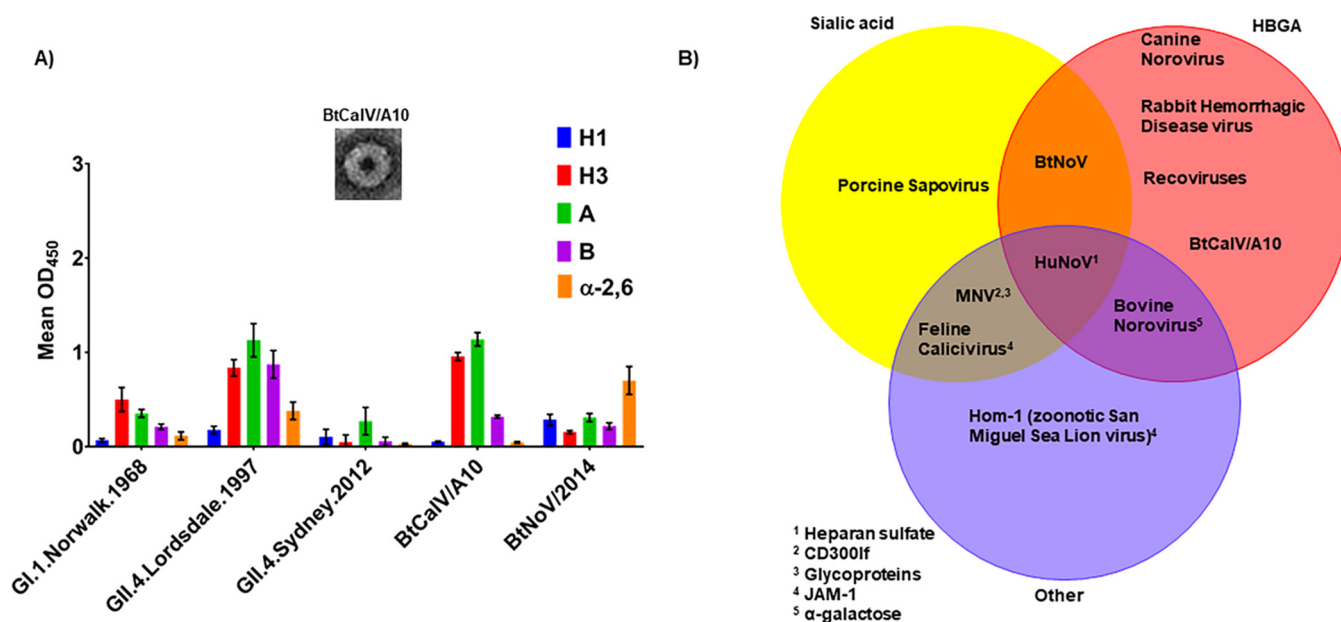 A)
BtCalV/A10
H1
H3
A
B
α-2,6
3
2
1
0
Mean OD450
GI.1.Norwalk.1968
GII.4.Lordsdale.1997
GII.4.Sydney.2012
BtCalV/A10
BtNoV/2014
B)
Sialic acid
HBGA
Canine
Norovirus
Rabbit Hemorrhagic
Disease virus
BtNoV
Porcine Sapovirus
Recoviruses
BtCalV/A10
HuNoV¹
MNV²,³
Bovine
Norovirus⁵
Feline
Calicivirus⁴
Hom-1 (zoonotic San
Miguel Sea Lion virus)⁴
Other
¹ Heparan sulfate
² CD300lf
³ Glycoproteins
⁴ JAM-1
⁵ α-galactose